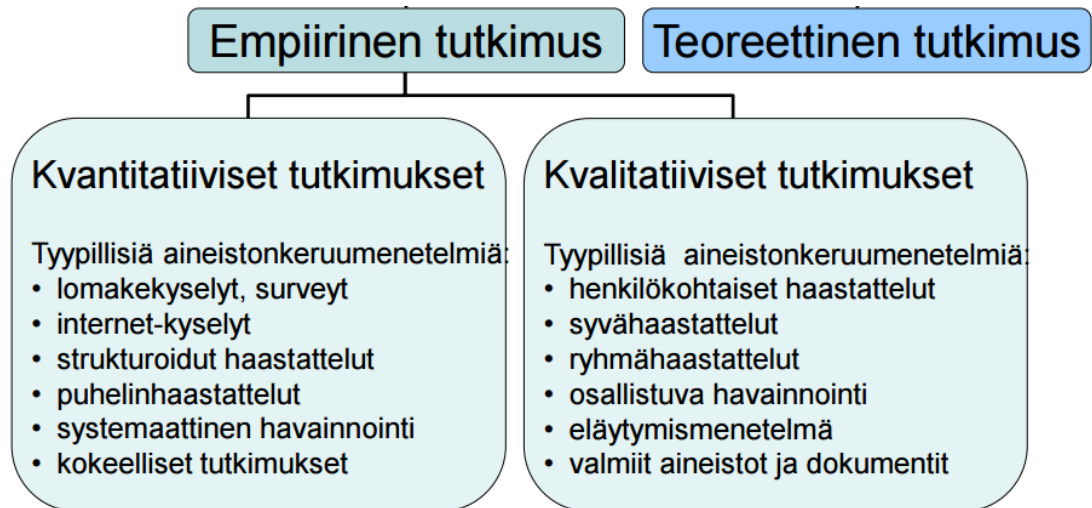 Empiirinen tutkimus
Teoreettinen tutkimus
Kvantitatiiviset tutkimukset
Tyypillisiä aineistonkeruumenetelmiä:
• lomakekyselyt, surveyt
• internet-kyselyt
• strukturoidut haastattelut
• puhelinhaastattelut
• systemaattinen havainnointi
• kokeelliset tutkimukset
Kvalitatiiviset tutkimukset
Tyypillisiä aineistonkeruumenetelmiä:
• henkilökohtaiset haastattelut
• syvähaastattelut
• ryhmähaastattelut
• osallistuva havainnointi
• eläytymismenetelmä
• valmiit aineistot ja dokumentit